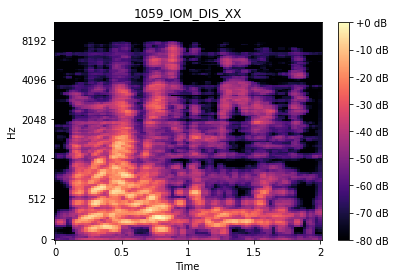 1059_IOM_DIS_XX
+0 dB
8192
-10 dB
4096
-20 dB
-30 dB
2048
Hz
-40 dB
1024
-50 dB
512
-60 dB
-70 dB
0
-80 dB
0 0.5 1 1.5 2
Time